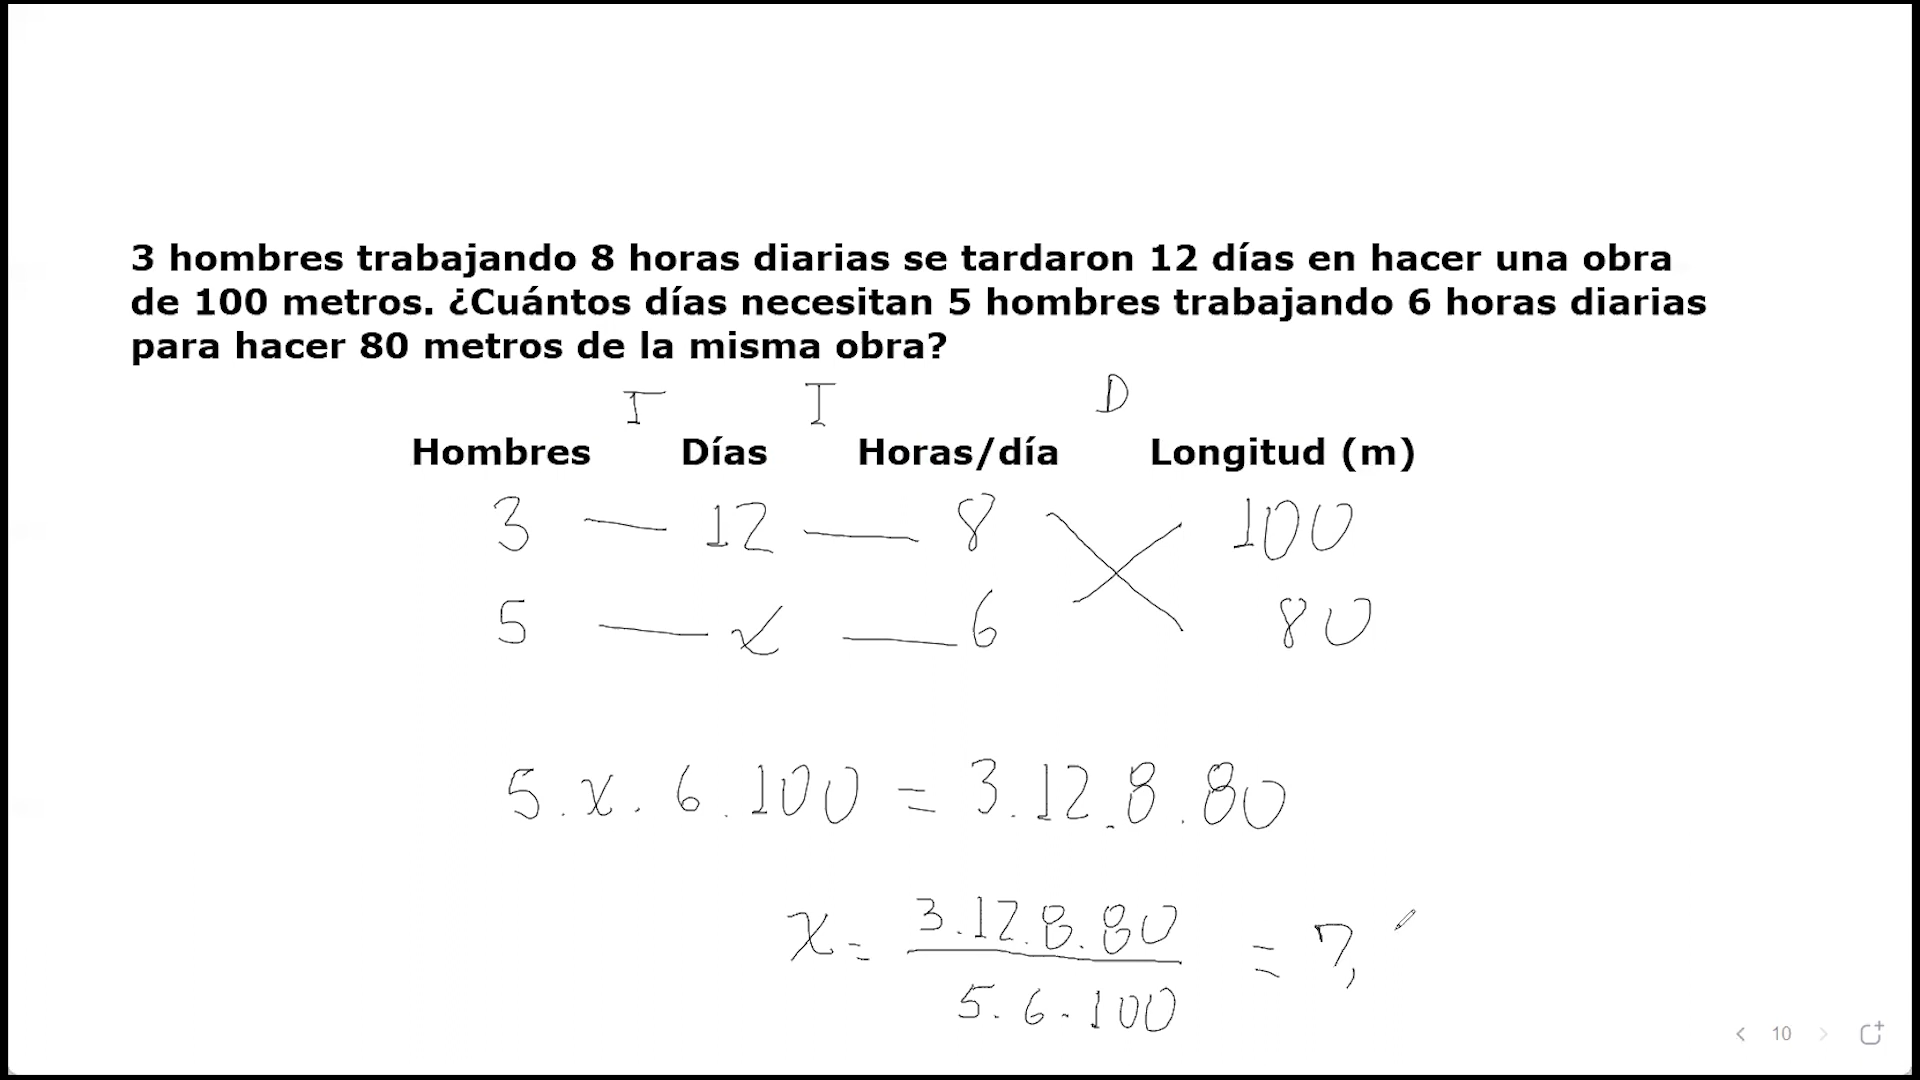 3 hombres trabajando 8 horas diarias se tardaron 12 días en hacer una obra
de 100 metros. ¿Cuántos días necesitan 5 hombres trabajando 6 horas diarias
para hacer 80 metros de la misma obra?
I I D
Hombres Días Horas/día Longitud (m)
3 — 12 — 8 100
5 — x — 6 80
5.x.6.100 = 3.12.8.80
x = 3.12.8.80 = 7,
5.6.100
10